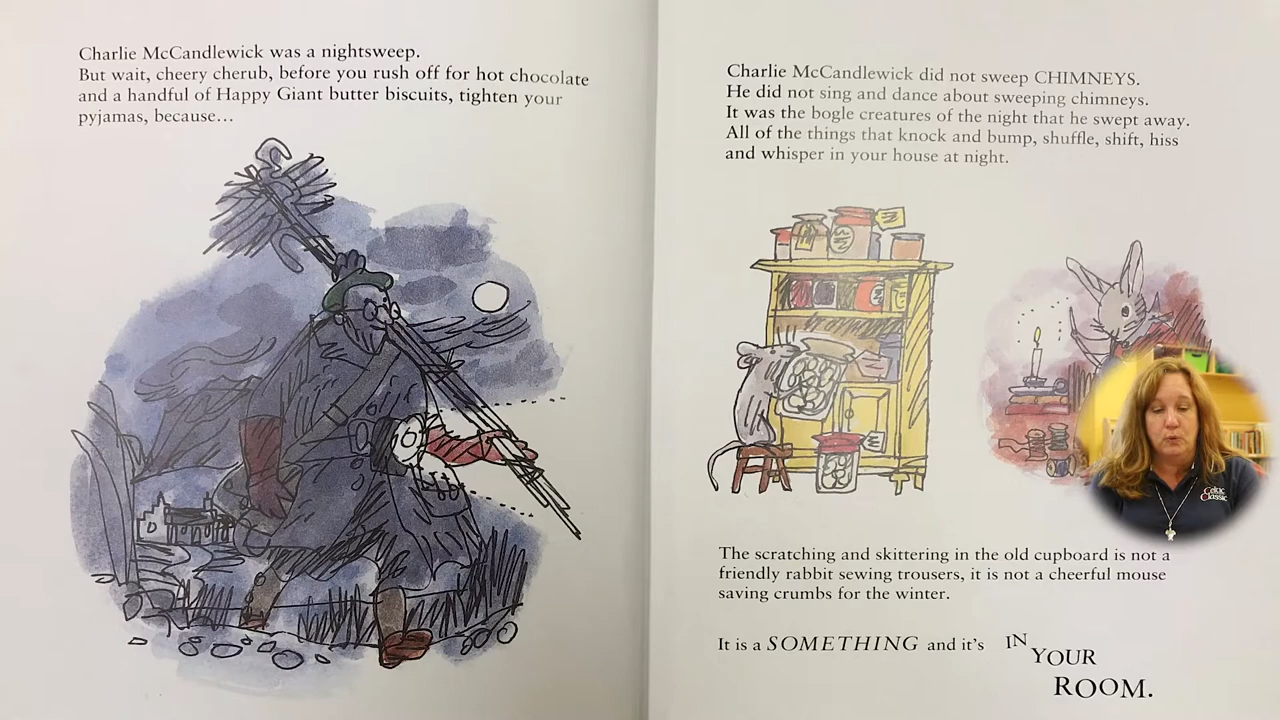 Charlie McCandlewick was a nightsweep.
But wait, cheery cherub, before you rush off for hot chocolate
and a handful of Happy Giant butter biscuits, tighten your
pyjamas, because…
Charlie McCandlewick did not sweep CHIMNEYS.
He did not sing and dance about sweeping chimneys.
It was the bogle creatures of the night that he swept away.
All of the things that knock and bump, shuffle, shift, hiss
and whisper in your house at night.
The scratching and skittering in the old cupboard is not a
friendly rabbit sewing trousers, it is not a cheerful mouse
saving crumbs for the winter.
It is a SOMETHING and it's IN
YOUR
ROOM.
Celtic
Classic